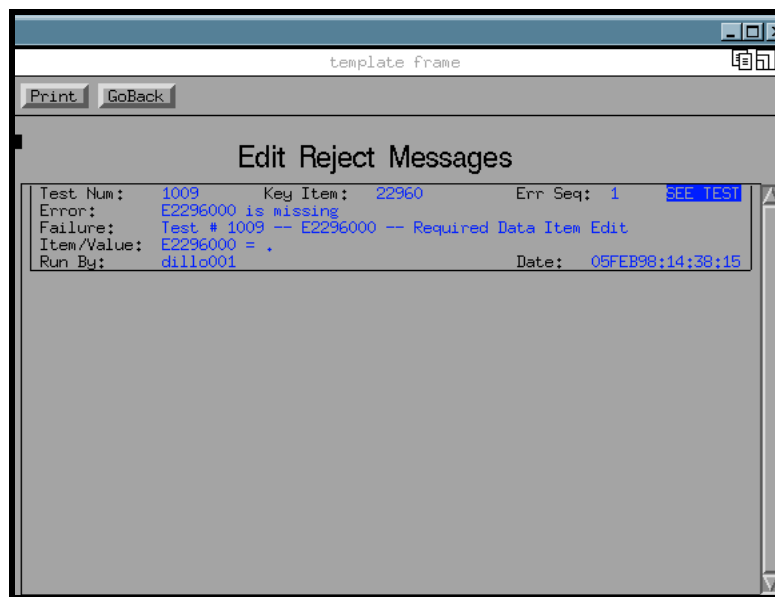 template frame
Print GoBack
Edit Reject Messages
Test Num: 1009 Key Item: 22960 Err Seq: 1 SEE TEST
Error: E2296000 is missing
Failure: Test # 1009 -- E2296000 -- Required Data Item Edit
Item/Value: E2296000 = .
Run By: dillo001 Date: 05FEB98:14:38:15